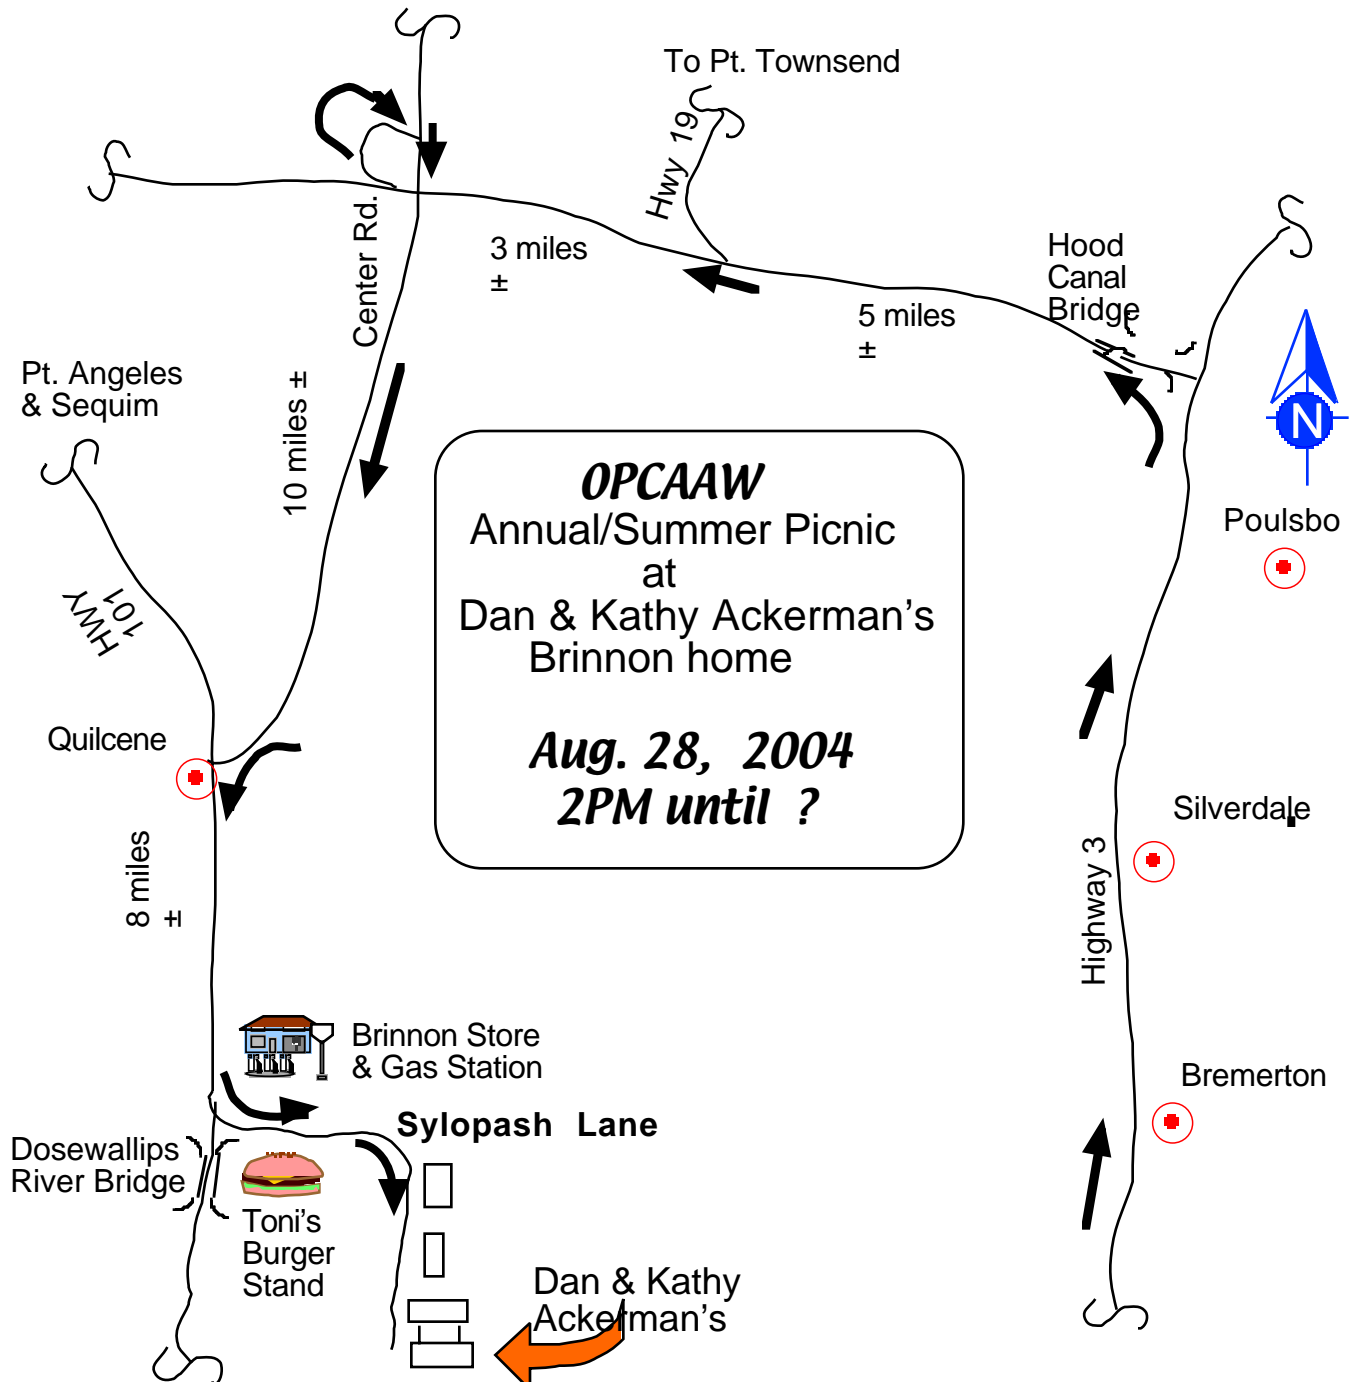 To Pt. Townsend
Hwy 19
Center Rd.
3 miles
±
Hood
Canal
Bridge
5 miles
±
Pt. Angeles
& Sequim
10 miles ±
N
OPCAAW
Annual/Summer Picnic
at
Dan & Kathy Ackerman's
Brinnon home
Aug. 28, 2004
2PM until ?
Poulsbo
HWY
101
Quilcene
Silverdale
8 miles
±
Highway 3
Brinnon Store
& Gas Station
Bremerton
Sylopash Lane
Dosewallips
River Bridge
Toni's
Burger
Stand
Dan & Kathy
Ackerman's